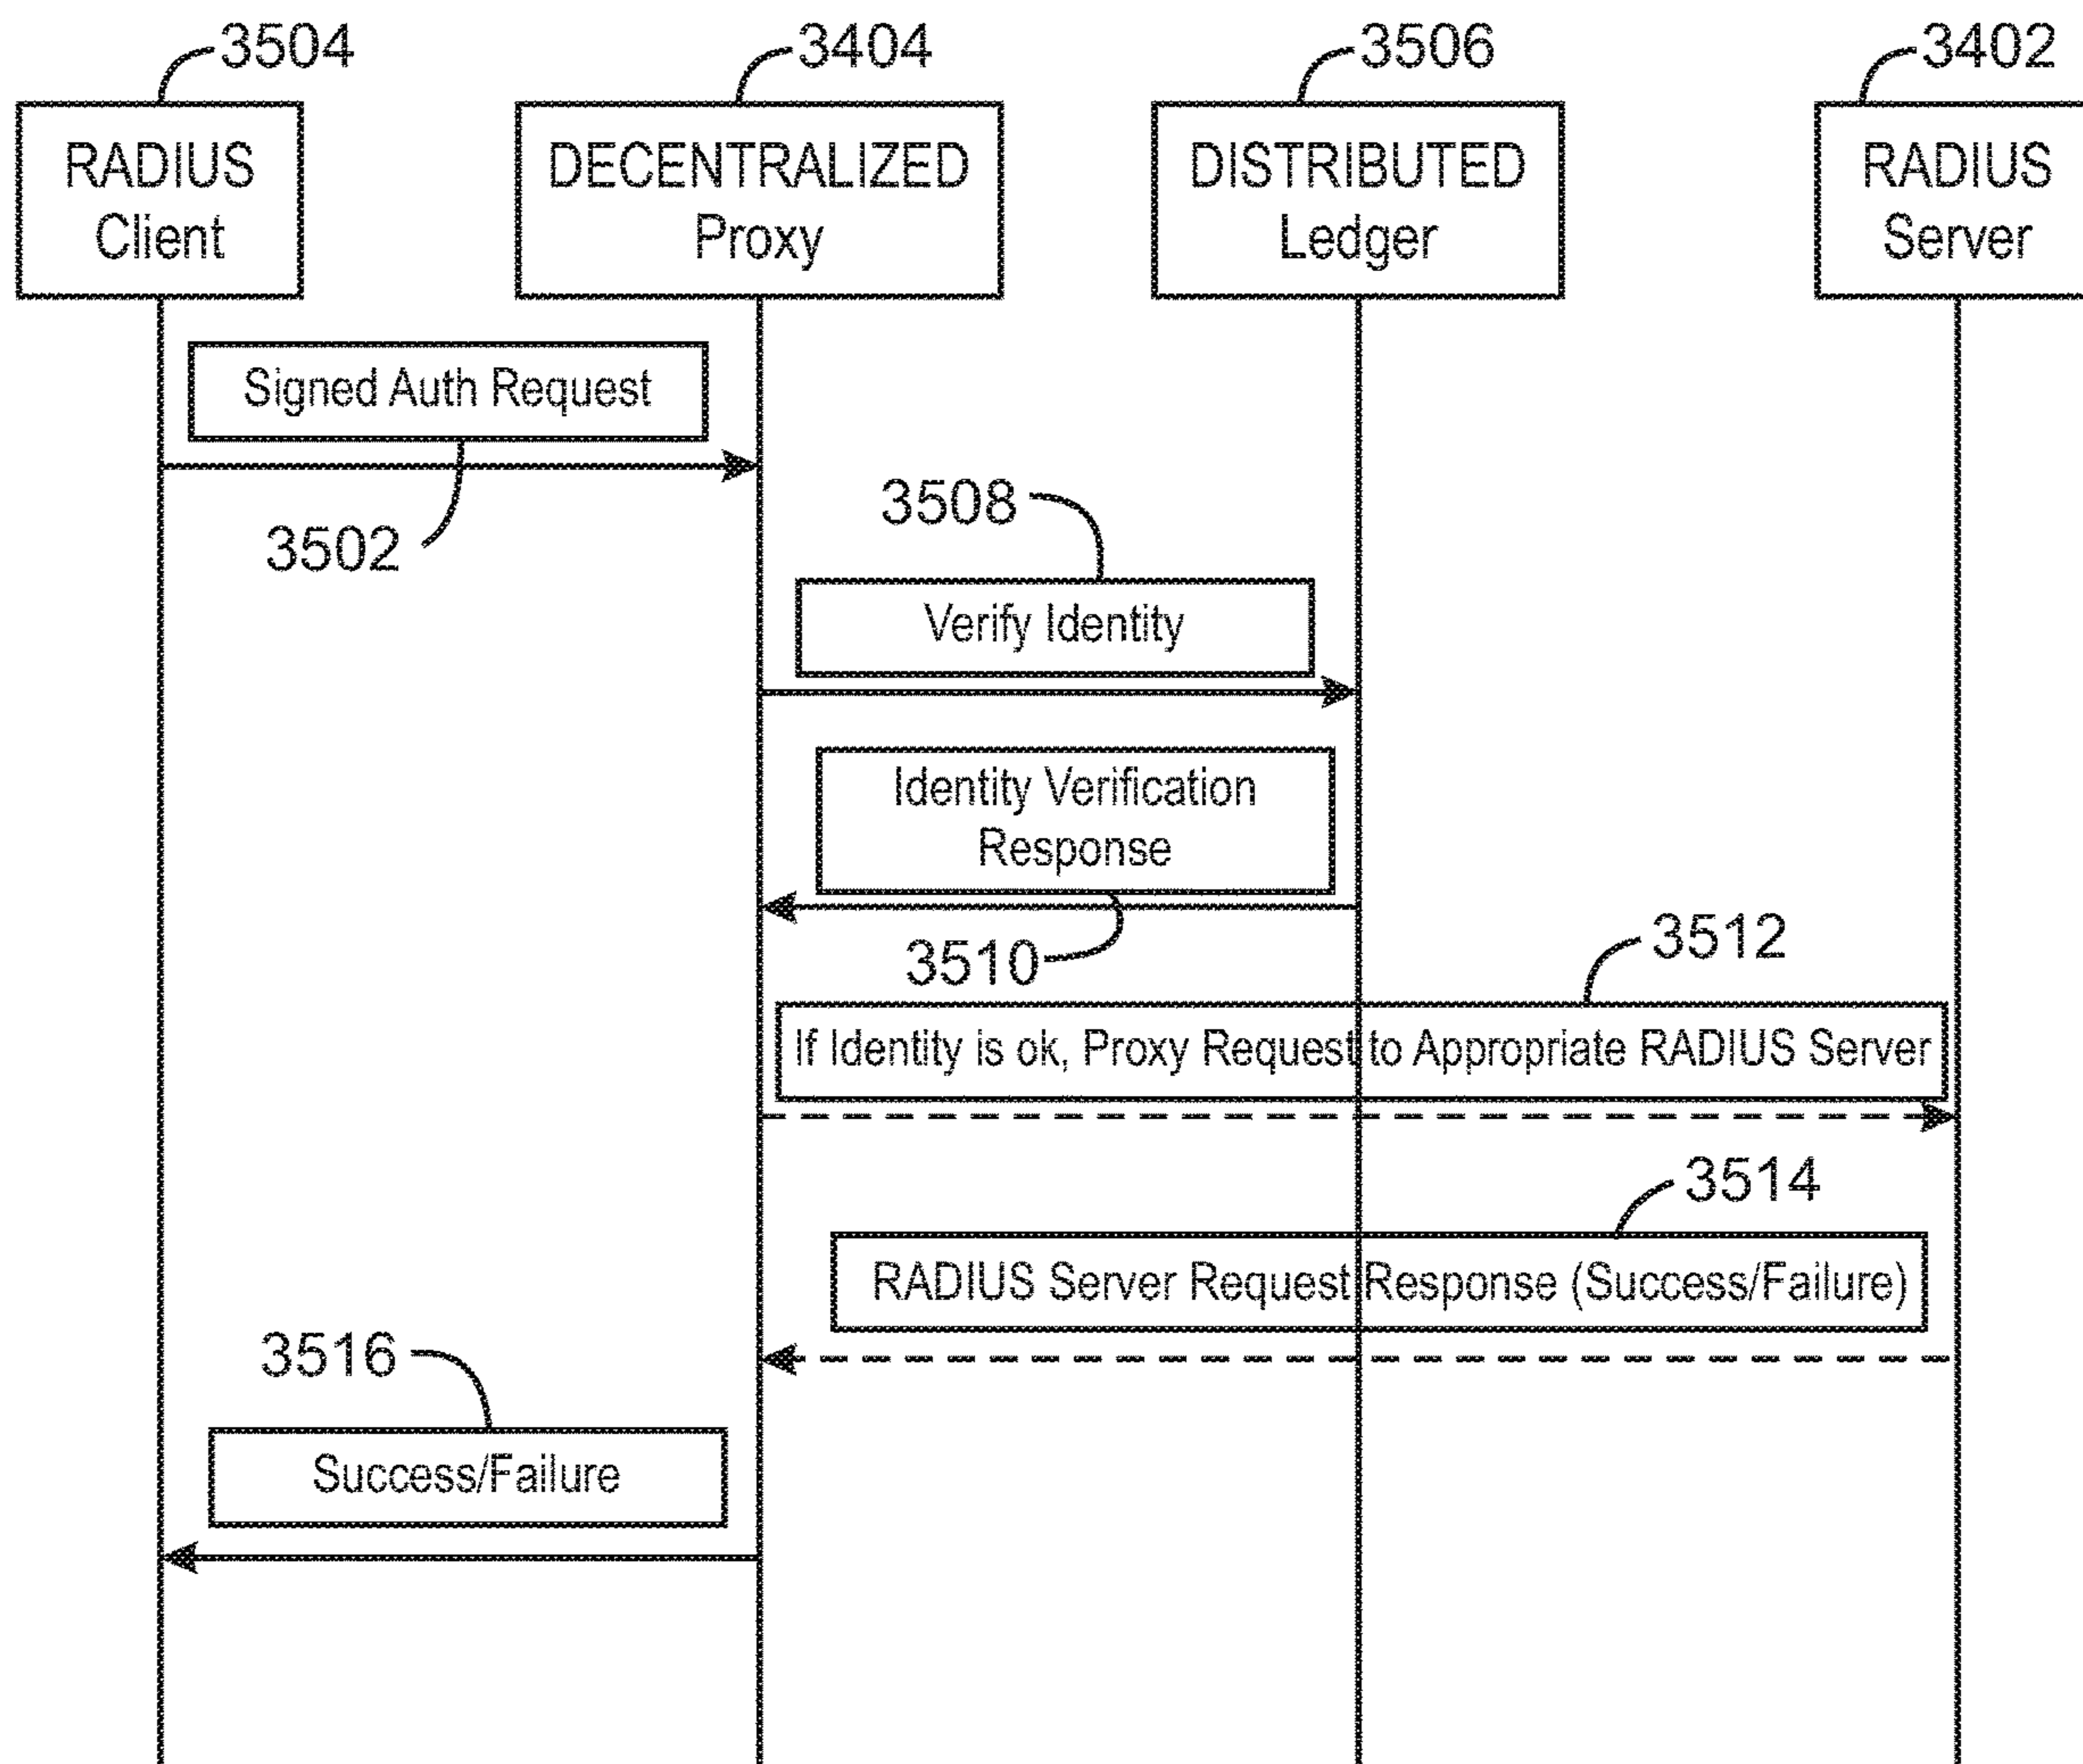 3504
3404
3506
3402
RADIUS
Client
DECENTRALIZED
Proxy
DISTRIBUTED
Ledger
RADIUS
Server
Signed Auth Request
3502
3508
Verify Identity
Identity Verification
Response
3510
3512
If Identity is ok, Proxy Request to Appropriate RADIUS Server
3514
RADIUS Server Request Response (Success/Failure)
3516
Success/Failure